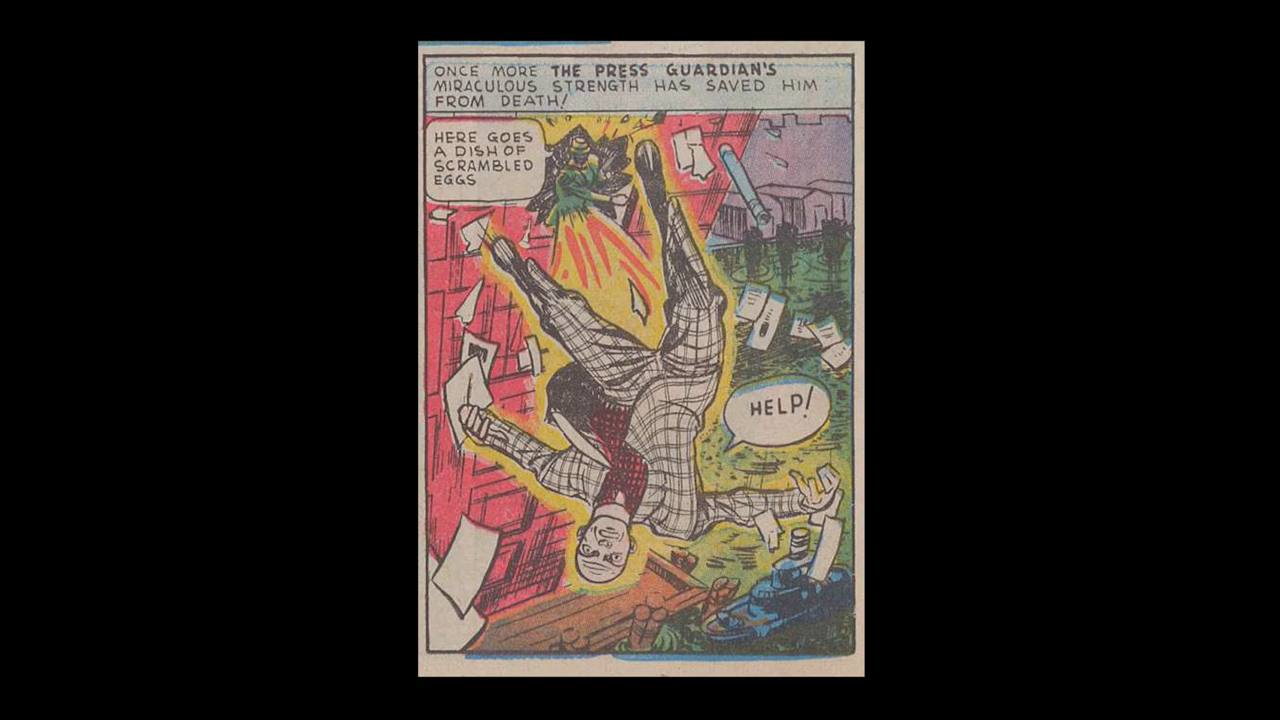 ONCE MORE THE PRESS GUARDIAN'S
MIRACULOUS STRENGTH HAS SAVED HIM
FROM DEATH!
HERE GOES
A DISH OF
SCRAMBLED
EGGS
HELP!